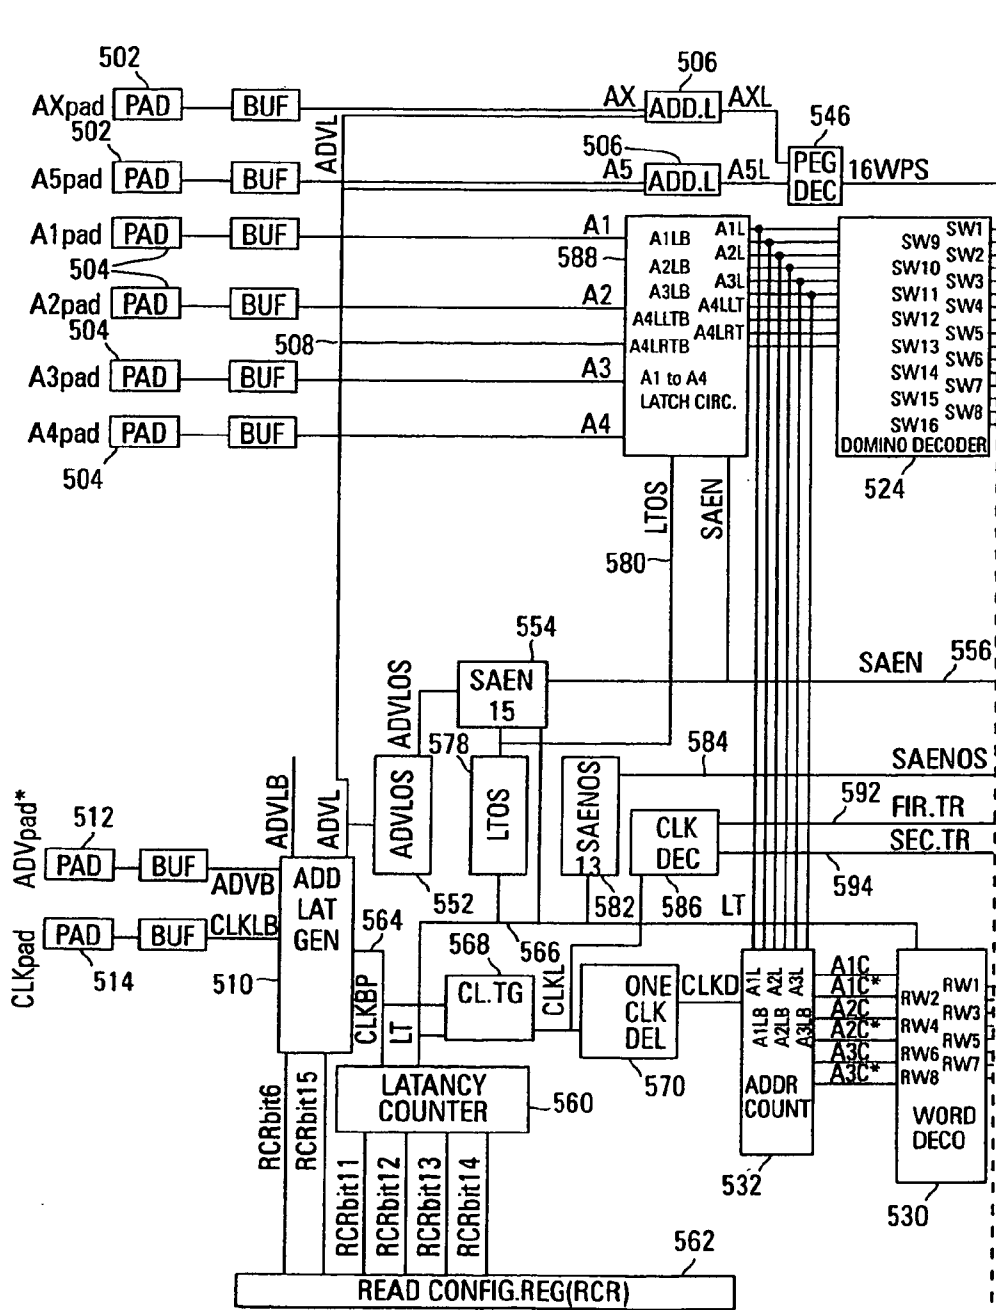 502
506
AXpad PAD BUF AX ADD.L AXL
546
502
ADVL
506
A5pad PAD BUF A5 ADD.L A5L
PEG
DEC
16WPS
A1pad PAD BUF A1
504
588
A2pad PAD BUF A2
504
508
A3pad PAD BUF A3
A4pad PAD BUF A4
504
A1L
A1LB
A2L
A2LB
A3L
A3LB
A4LLT
A4LLTB
A4LRT
A4LRTB
A1 to A4
LATCH CIRC.
SW1
SW9
SW2
SW10
SW3
SW11
SW4
SW12
SW5
SW13
SW6
SW14
SW7
SW15
SW8
SW16
DOMINO DECODER
524
LTOS
SAEN
580
554
SAEN
15
SAEN
556
ADVLOS
578
584
SAENOS
ADVLB
ADVL
ADVLOS
552
LTOS
SAENOS
13
582
CLK
DEC
586
592
FIR.TR
SEC.TR
594
ADVpad*
512
PAD BUF ADVB
ADD
LAT
GEN
CLKpad
PAD BUF CLKLB
514
510
564
566
LT
568
CL.TG
CLKBP
LT
CLKL
ONE
CLK
DEL
570
CLKD
A1L
A2L
A3L
A1LB
A2LB
A3LB
ADDR
COUNT
532
A1C
A1C*
A2C
A2C*
A3C
A3C*
RW1
RW2
RW3
RW4
RW5
RW6
RW7
RW8
WORD
DECO
530
LATANCY
COUNTER
560
RCRbit6
RCRbit15
RCRbit11
RCRbit12
RCRbit13
RCRbit14
562
READ CONFIG.REG(RCR)